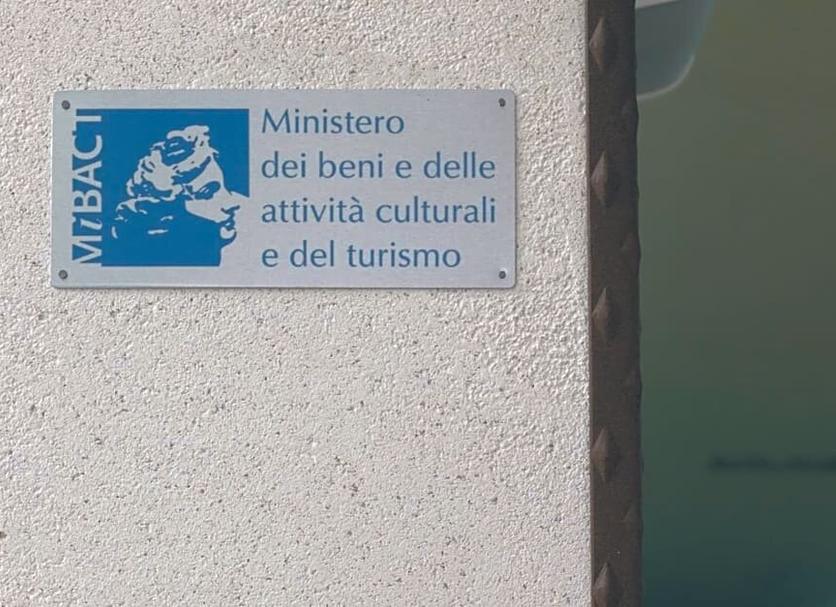 MiBACT
Ministero
dei beni e delle
attività culturali
e del turismo